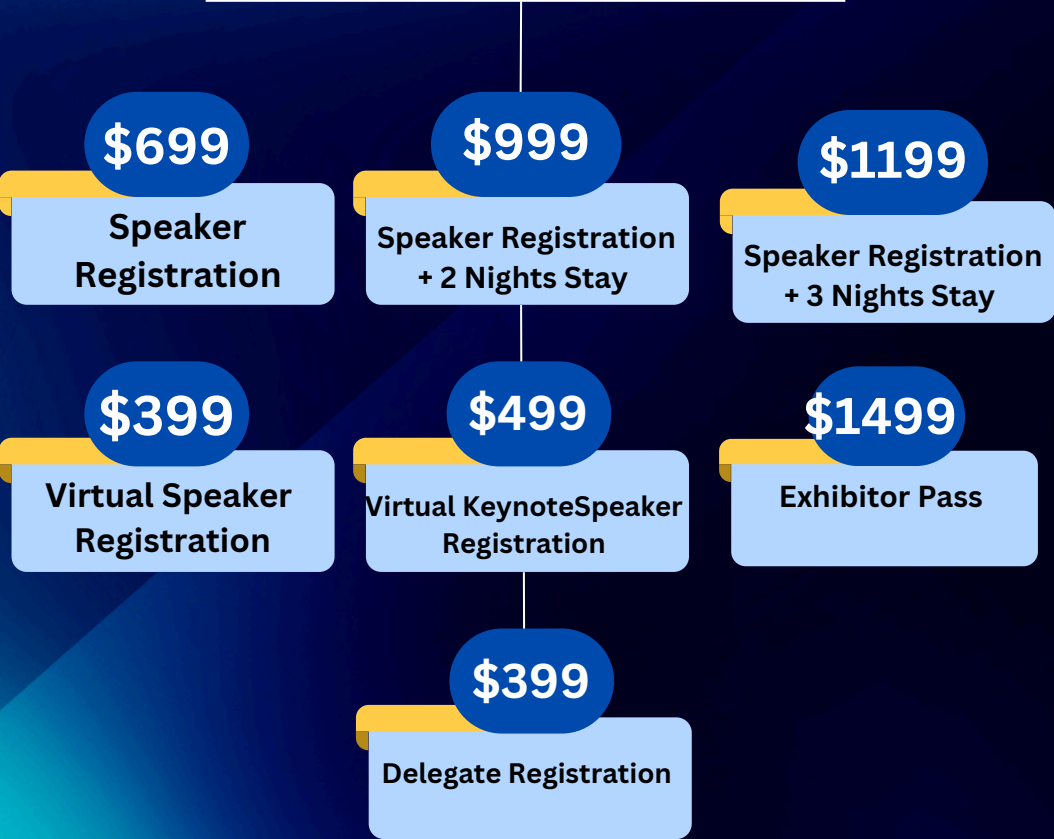 $699
Speaker
Registration
$999
Speaker Registration
+ 2 Nights Stay
$1199
Speaker Registration
+ 3 Nights Stay
$399
Virtual Speaker
Registration
$499
Virtual KeynoteSpeaker
Registration
$1499
Exhibitor Pass
$399
Delegate Registration